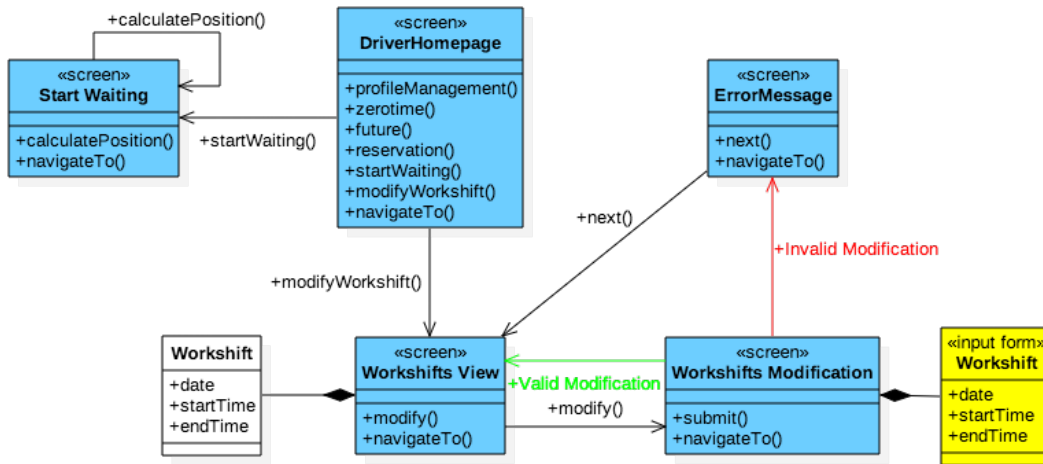 +calculatePosition()
«screen»
Start Waiting
+calculatePosition()
+navigateTo()
+startWaiting()
«screen»
DriverHomepage
+profileManagement()
+zerotime()
+future()
+reservation()
+startWaiting()
+modifyWorkshift()
+navigateTo()
«screen»
ErrorMessage
+next()
+navigateTo()
+next()
+Invalid Modification
+modifyWorkshift()
Workshift
+date
+startTime
+endTime
«screen»
Workshifts View
+modify()
+navigateTo()
+Valid Modification
+modify()
«screen»
Workshifts Modification
+submit()
+navigateTo()
«input form»
Workshift
+date
+startTime
+endTime